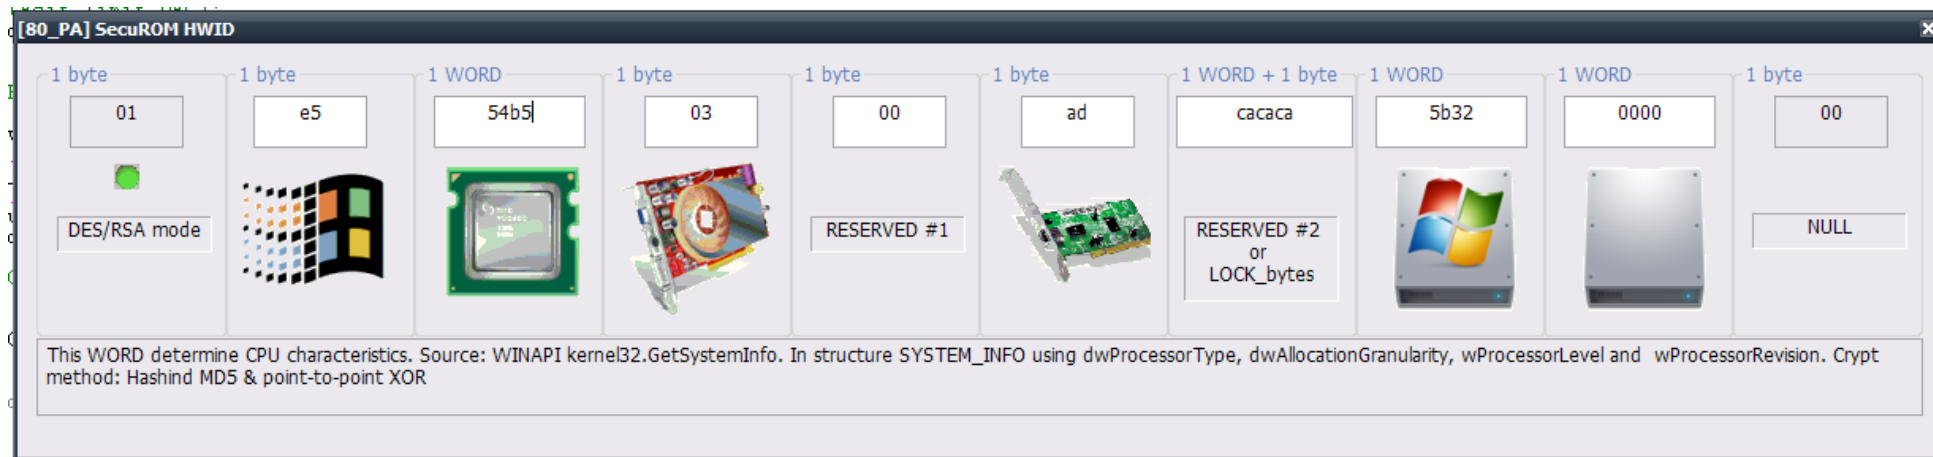 [80_PA] SecuROM HWID
1 byte 1 byte 1 WORD 1 byte 1 byte 1 byte 1 WORD + 1 byte 1 WORD 1 WORD 1 byte
01 e5 54b5 03 00 ad cacaca 5b32 0000 00
DES/RSA mode
RESERVED #1
RESERVED #2
or
LOCK_bytes
NULL
This WORD determine CPU characteristics. Source: WINAPI kernel32.GetSystemInfo. In structure SYSTEM_INFO using dwProcessorType, dwAllocationGranularity, wProcessorLevel and wProcessorRevision. Crypt
method: Hashind MD5 & point-to-point XOR